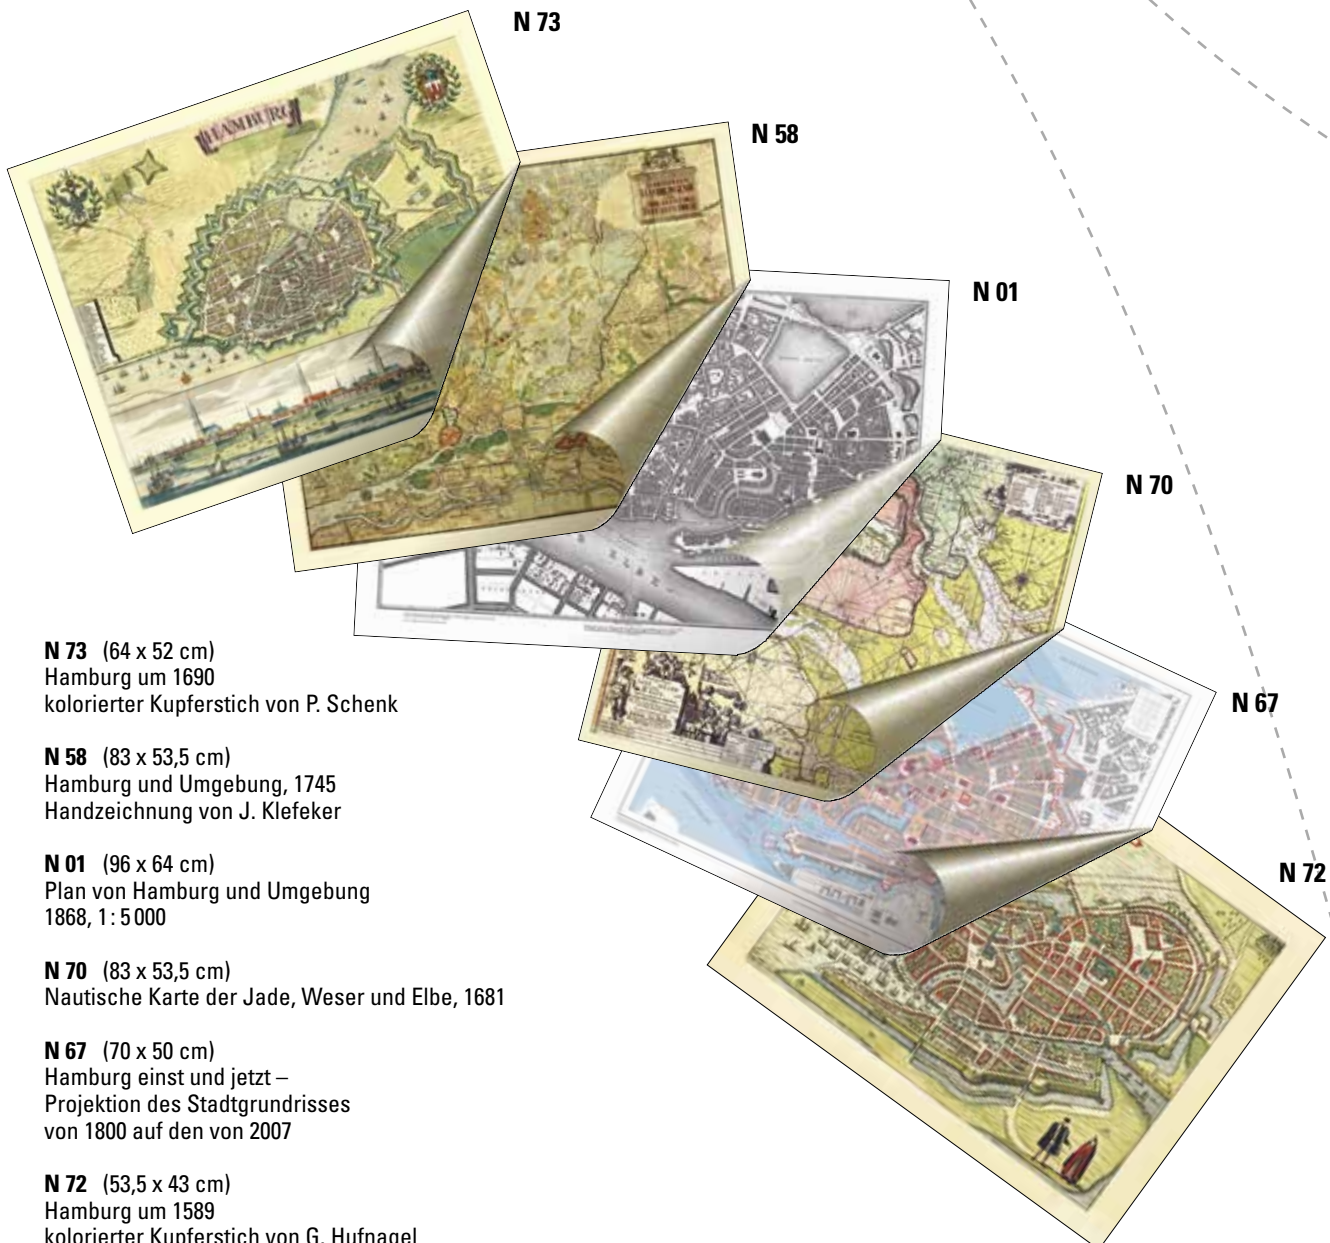 N 73
N 58
N 01
N 70
N 67
N 72
HAMBURG
N 73 (64 x 52 cm)
Hamburg um 1690
kolorierter Kupferstich von P. Schenk
N 58 (83 x 53,5 cm)
Hamburg und Umgebung, 1745
Handzeichnung von J. Klefeker
N 01 (96 x 64 cm)
Plan von Hamburg und Umgebung
1868, 1 : 5 000
N 70 (83 x 53,5 cm)
Nautische Karte der Jade, Weser und Elbe, 1681
N 67 (70 x 50 cm)
Hamburg einst und jetzt –
Projektion des Stadtgrundrisses
von 1800 auf den von 2007
N 72 (53,5 x 43 cm)
Hamburg um 1589
kolorierter Kupferstich von G. Hufnagel